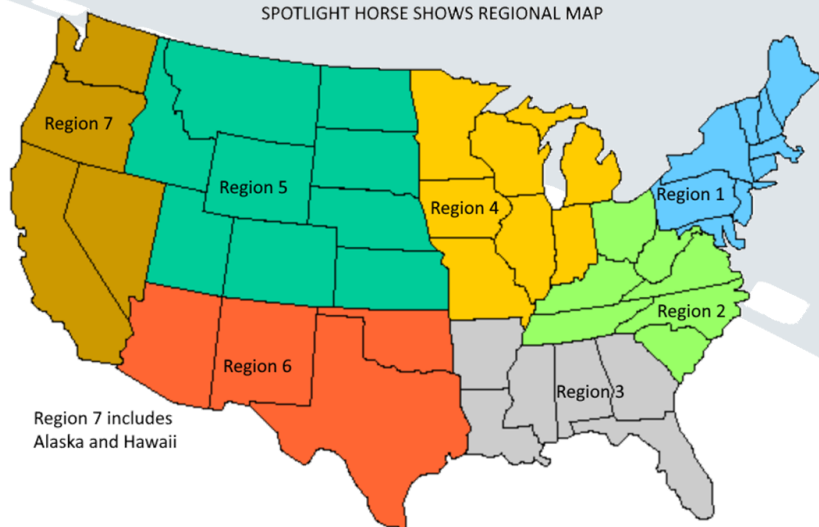 SPOTLIGHT HORSE SHOWS REGIONAL MAP
Region 7
Region 5
Region 4
Region 1
Region 2
Region 6
Region 3
Region 7 includes
Alaska and Hawaii